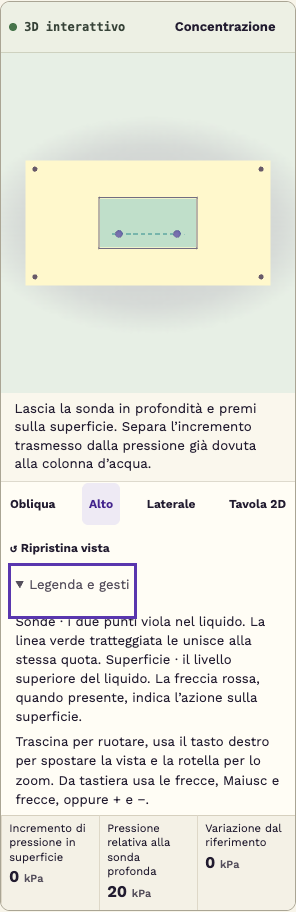 3D interattivo
Concentrazione
Lascia la sonda in profondità e premi
sulla superficie. Separa l’incremento
trasmesso dalla pressione già dovuta
alla colonna d’acqua.
Obliqua Alto Laterale Tavola 2D
↺ Ripristina vista
▼ Legenda e gesti
Sonde · i due punti viola nel liquido. La
linea verde tratteggiata le unisce alla
stessa quota. Superficie · il livello
superiore del liquido. La freccia rossa,
quando presente, indica l’azione sulla
superficie.
Trascina per ruotare, usa il tasto destro
per spostare la vista e la rotella per lo
zoom. Da tastiera usa le frecce, Maiusc e
frecce, oppure + e −.
Incremento di
pressione in
superficie
0 kPa
Pressione
relativa alla
sonda
profonda
20 kPa
Variazione dal
riferimento
0 kPa